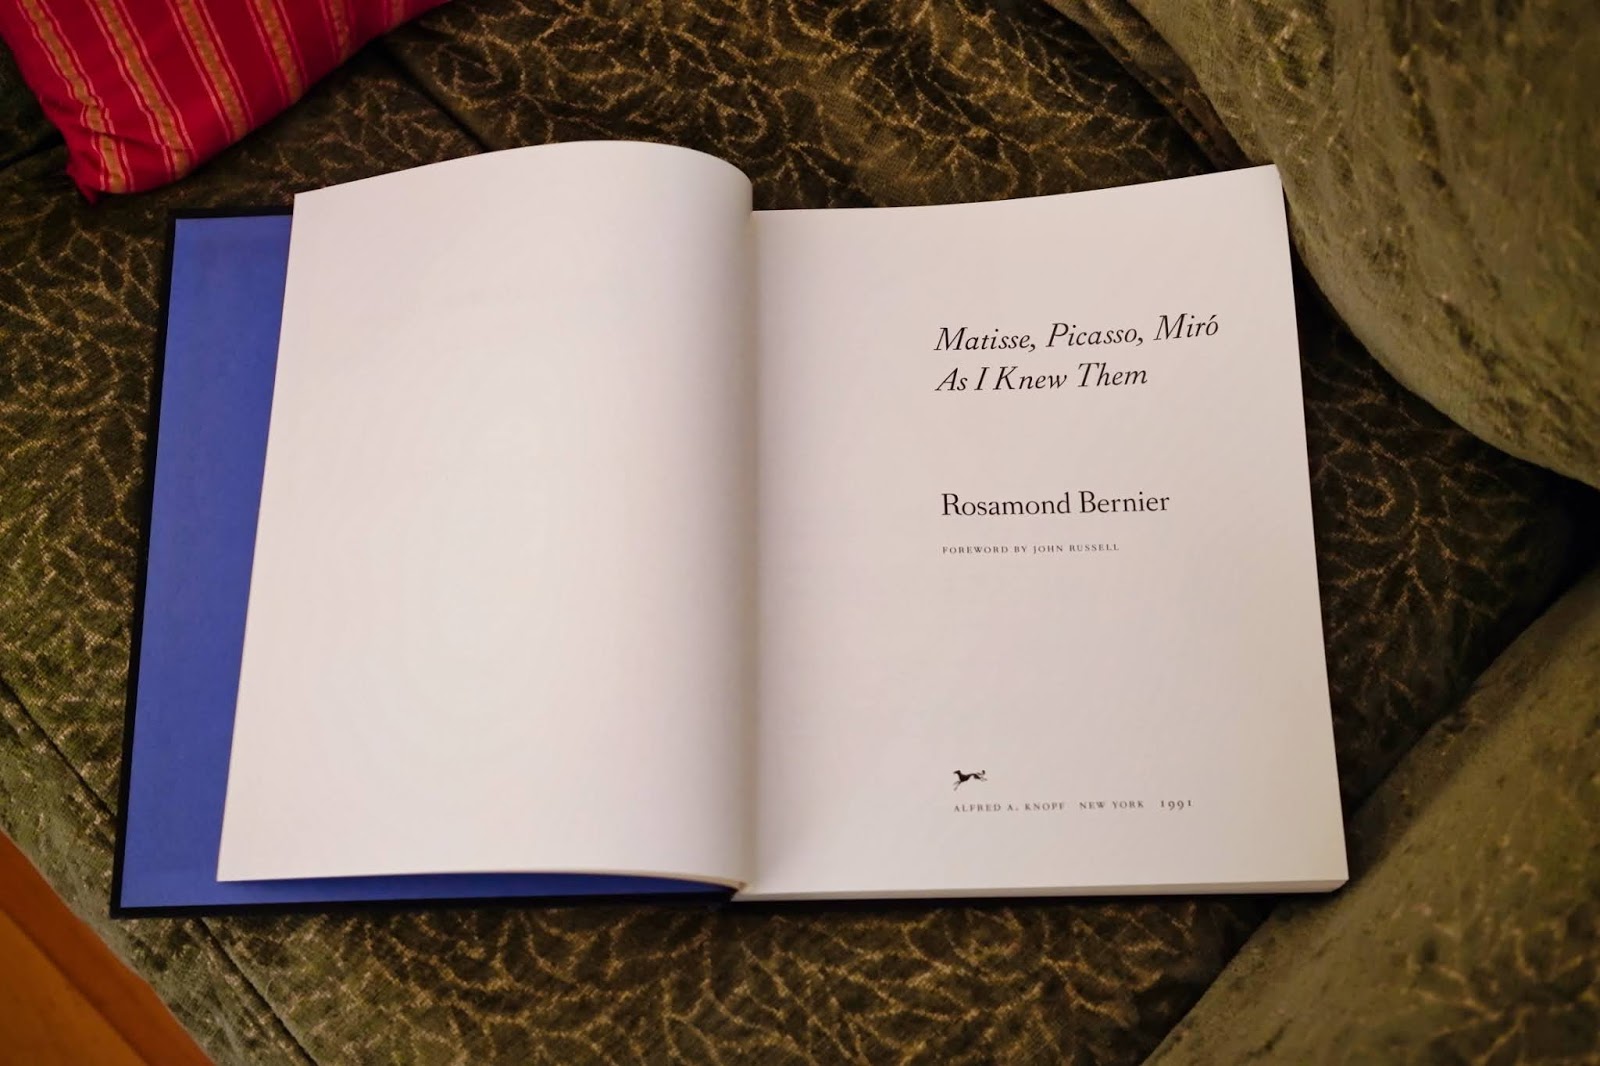 Matisse, Picasso, Miró
As I Knew Them
Rosamond Bernier
FOREWORD BY JOHN RUSSELL
ALFRED A. KNOPF NEW YORK 1991